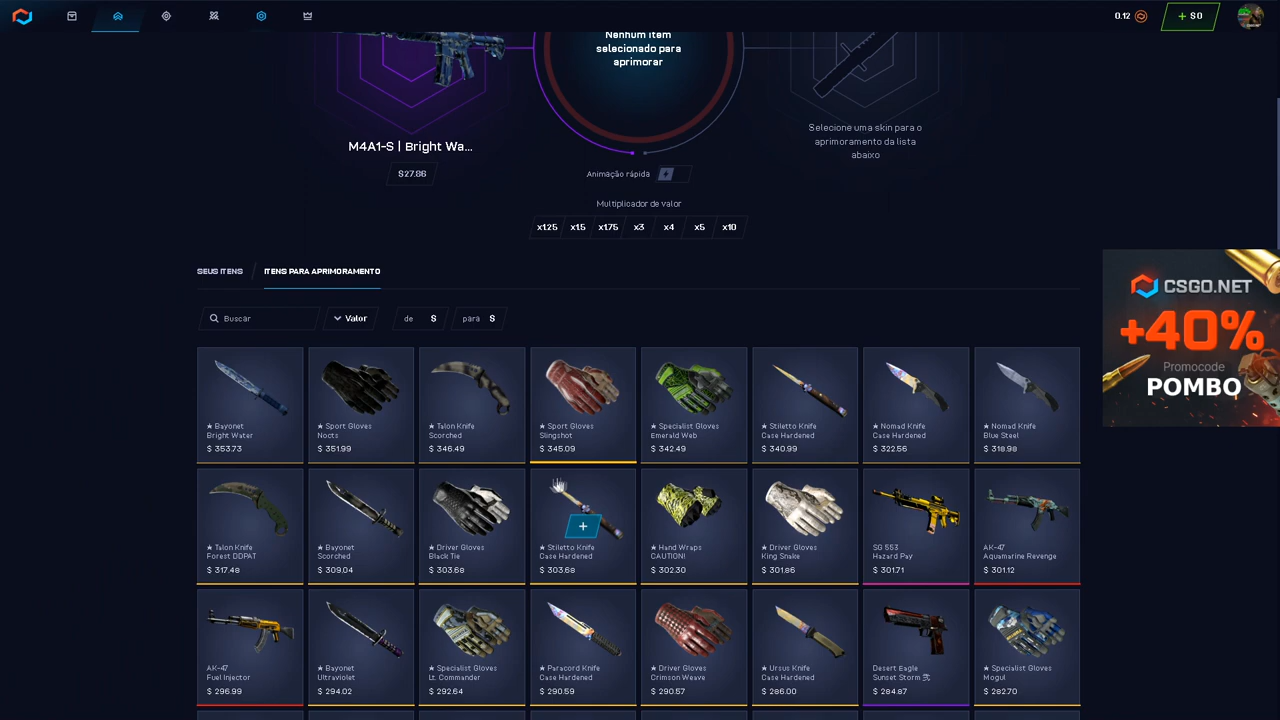 0.12
+ $0
Nenhum item
selecionado para
aprimorar
M4A1-S | Bright Wa...
$27.86
Selecione uma skin para o
aprimoramento da lista
abaixo
Animação rápida
Multiplicador de valor
x1.25 x1.5 x1.75 x3 x4 x5 x10
SEUS ITENS / ITENS PARA APRIMORAMENTO
Buscar
Valor
de $
para $
CSGO.NET
+40%
Promocode
POMBO
★ Bayonet
Bright Water
$ 353.73
★ Sport Gloves
Nocts
$ 351.99
★ Talon Knife
Scorched
$ 346.49
★ Sport Gloves
Slingshot
$ 345.09
★ Specialist Gloves
Emerald Web
$ 342.49
★ Stiletto Knife
Case Hardened
$ 340.99
★ Nomad Knife
Case Hardened
$ 322.56
★ Nomad Knife
Blue Steel
$ 318.98
★ Talon Knife
Forest DDPAT
$ 317.48
★ Bayonet
Scorched
$ 309.04
★ Driver Gloves
Black Tie
$ 303.68
+
★ Stiletto Knife
Case Hardened
$ 303.68
★ Hand Wraps
CAUTION!
$ 302.30
★ Driver Gloves
King Snake
$ 301.86
SG 553
Hazard Pay
$ 301.71
AK-47
Aquamarine Revenge
$ 301.12
AK-47
Fuel Injector
$ 296.99
★ Bayonet
Ultraviolet
$ 294.02
★ Specialist Gloves
Lt. Commander
$ 292.64
★ Paracord Knife
Case Hardened
$ 290.59
★ Driver Gloves
Crimson Weave
$ 290.57
★ Ursus Knife
Case Hardened
$ 286.00
Desert Eagle
Sunset Storm 弐
$ 284.87
★ Specialist Gloves
Mogul
$ 282.70